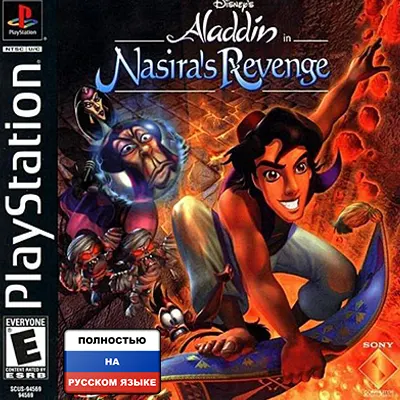 Disney's
Aladdin in
Nasira's Revenge
PlayStation
NTSC U/C
PlayStation
EVERYONE
E
CONTENT RATED BY
ESRB
SCUS-94569
94569
ПОЛНОСТЬЮ
НА
РУССКОМ ЯЗЫКЕ
SONY